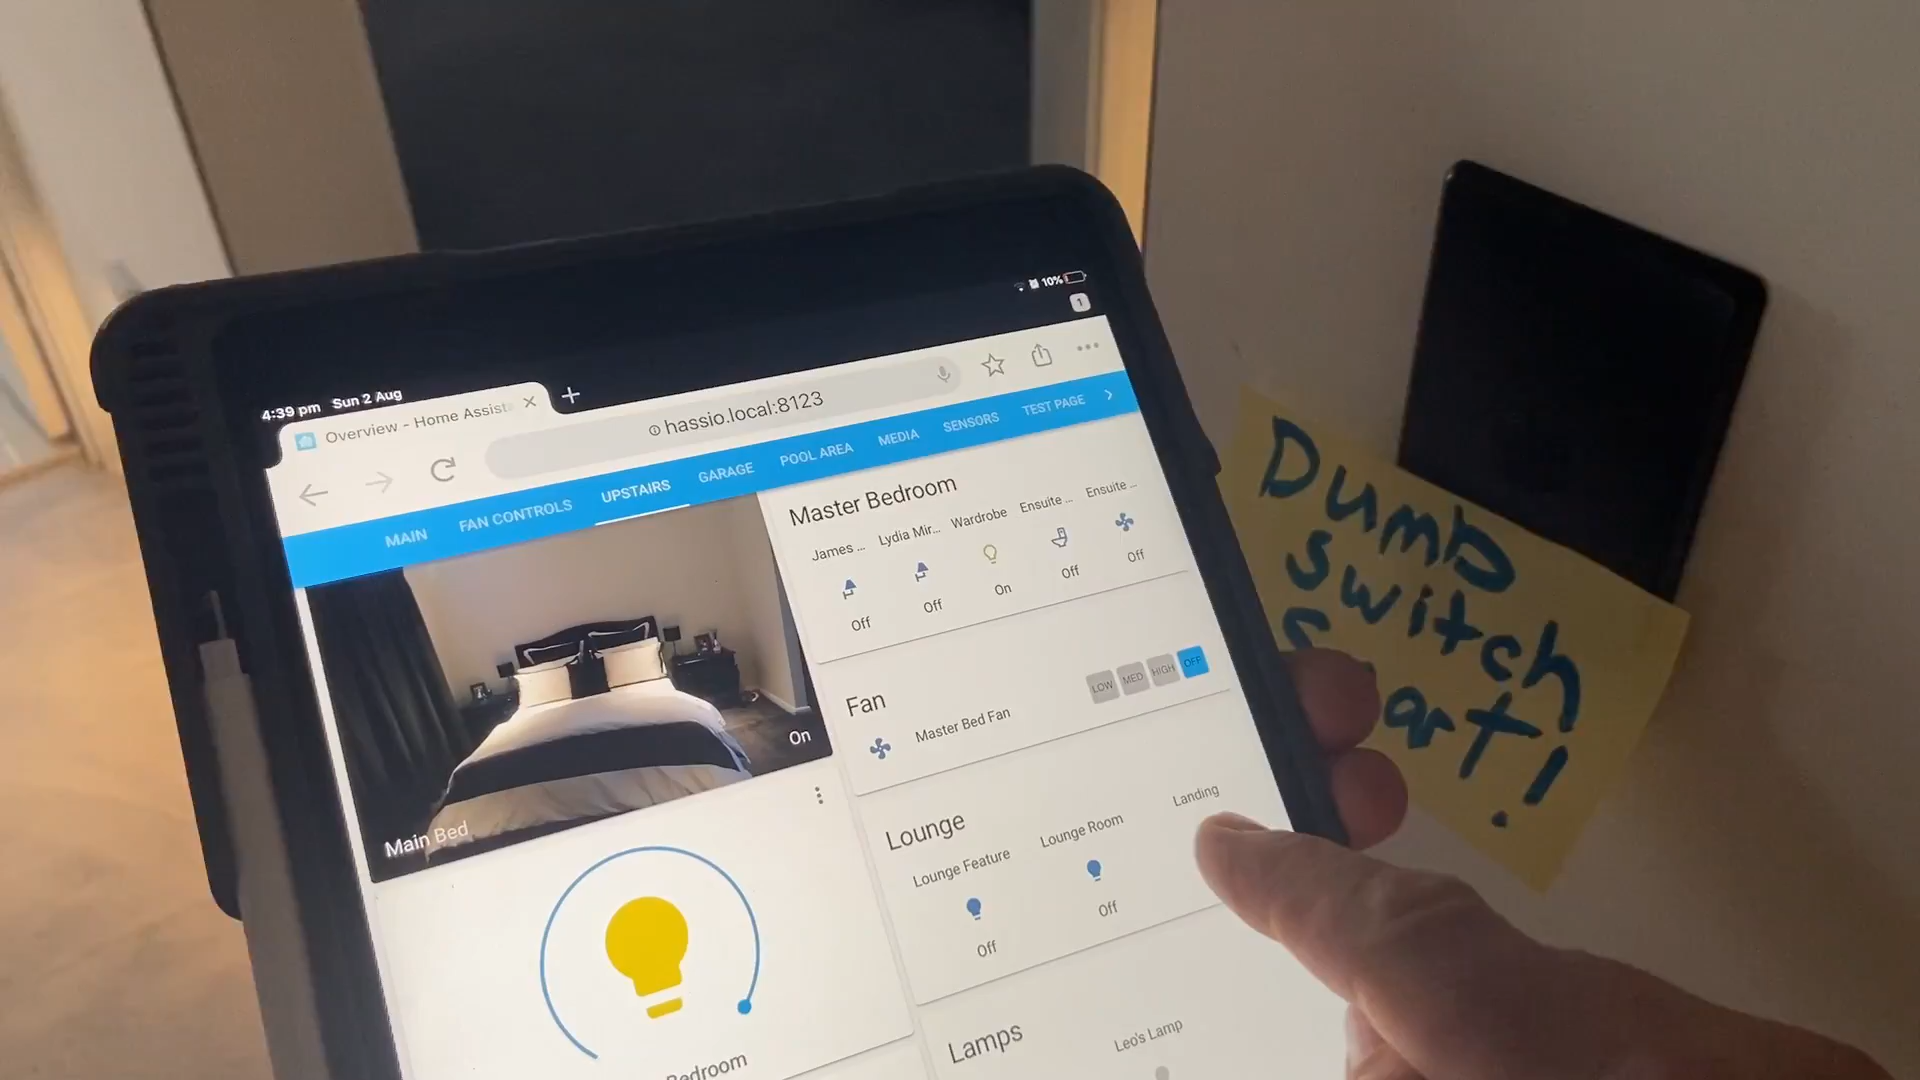 4:39 pm Sun 2 Aug
10%
1
Overview - Home Assist
hassio.local:8123
MAIN FAN CONTROLS UPSTAIRS GARAGE POOL AREA MEDIA SENSORS TEST PAGE
Main Bed
On
Master Bedroom
James ... Lydia Mir... Wardrobe Ensuite ... Ensuite ...
Off Off On Off Off
Fan
Master Bed Fan
LOW MED HIGH OFF
Lounge
Lounge Feature Lounge Room Landing
Off Off
Lamps
Leo's Lamp
Dumb
switch